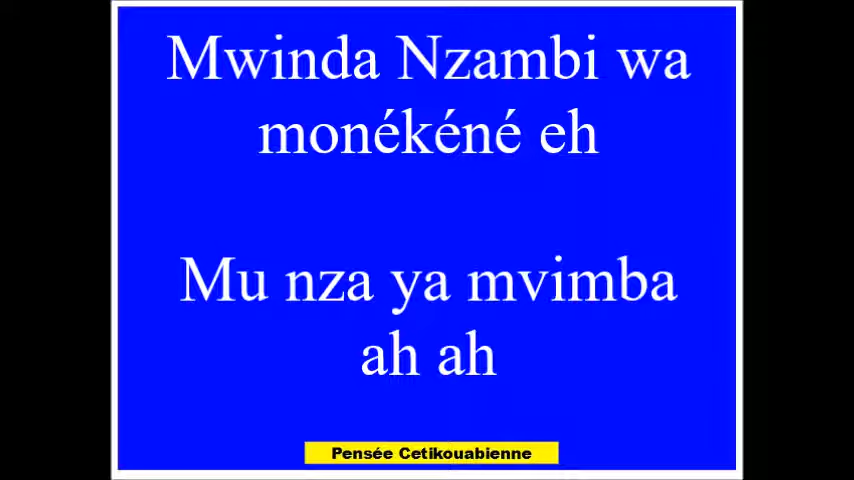 Mwinda Nzambi wa
monékéné eh
Mu nza ya mvimba
ah ah
Pensée Cetikouabienne